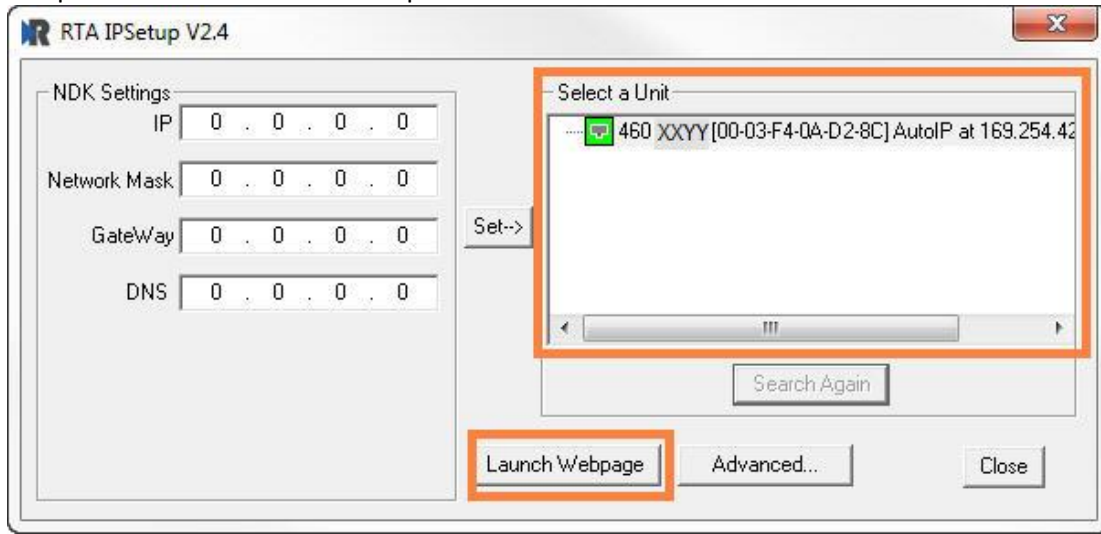 RTA IPSetup V2.4
NDK Settings
IP 0 . 0 . 0 . 0
Network Mask 0 . 0 . 0 . 0
GateWay 0 . 0 . 0 . 0
DNS 0 . 0 . 0 . 0
Set-->
Select a Unit
460 XXYY [00-03-F4-0A-D2-8C] AutoIP at 169.254.42
Search Again
Launch Webpage
Advanced...
Close